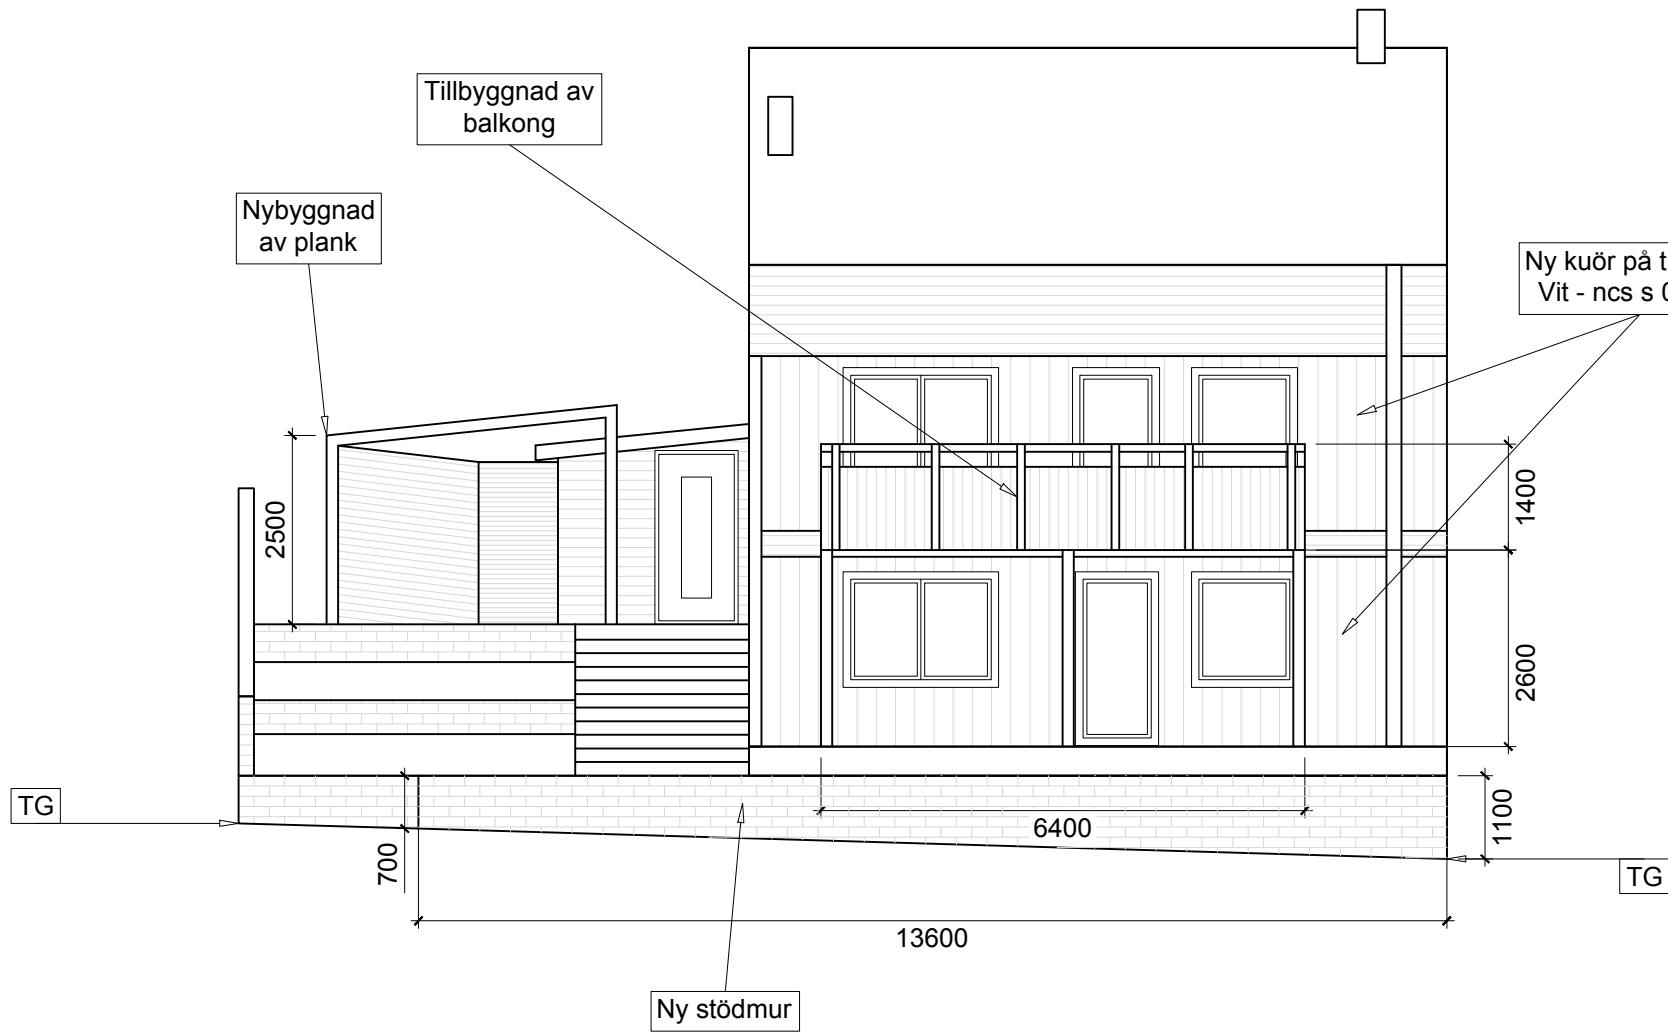 Tillbyggnad av
balkong
Nybyggnad
av plank
Ny kuör på
Vit - ncs s
2500
1400
2600
TG
6400
1100
700
TG
13600
Ny stödmur